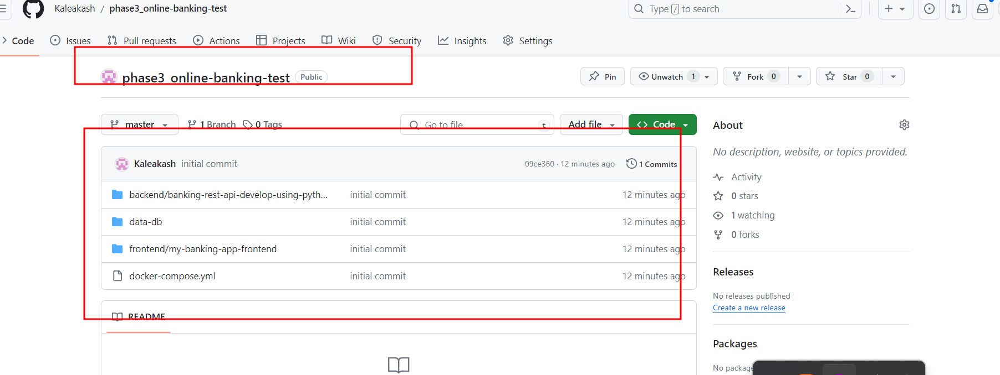 Kaleakash / phase3_online-banking-test
Type / to search
Code Issues Pull requests Actions Projects Wiki Security Insights Settings
phase3_online-banking-test Public
Pin Unwatch 1 Fork 0 Star 0
master 1 Branch 0 Tags Go to file t Add file Code
Kaleakash initial commit 09ce360 · 12 minutes ago 1 Commits
backend/banking-rest-api-develop-using-pyth... initial commit 12 minutes ago
data-db initial commit 12 minutes ago
frontend/my-banking-app-frontend initial commit 12 minutes ago
docker-compose.yml initial commit 12 minutes ago
README
About
No description, website, or topics provided.
Activity
0 stars
1 watching
0 forks
Releases
No releases published
Create a new release
Packages
No